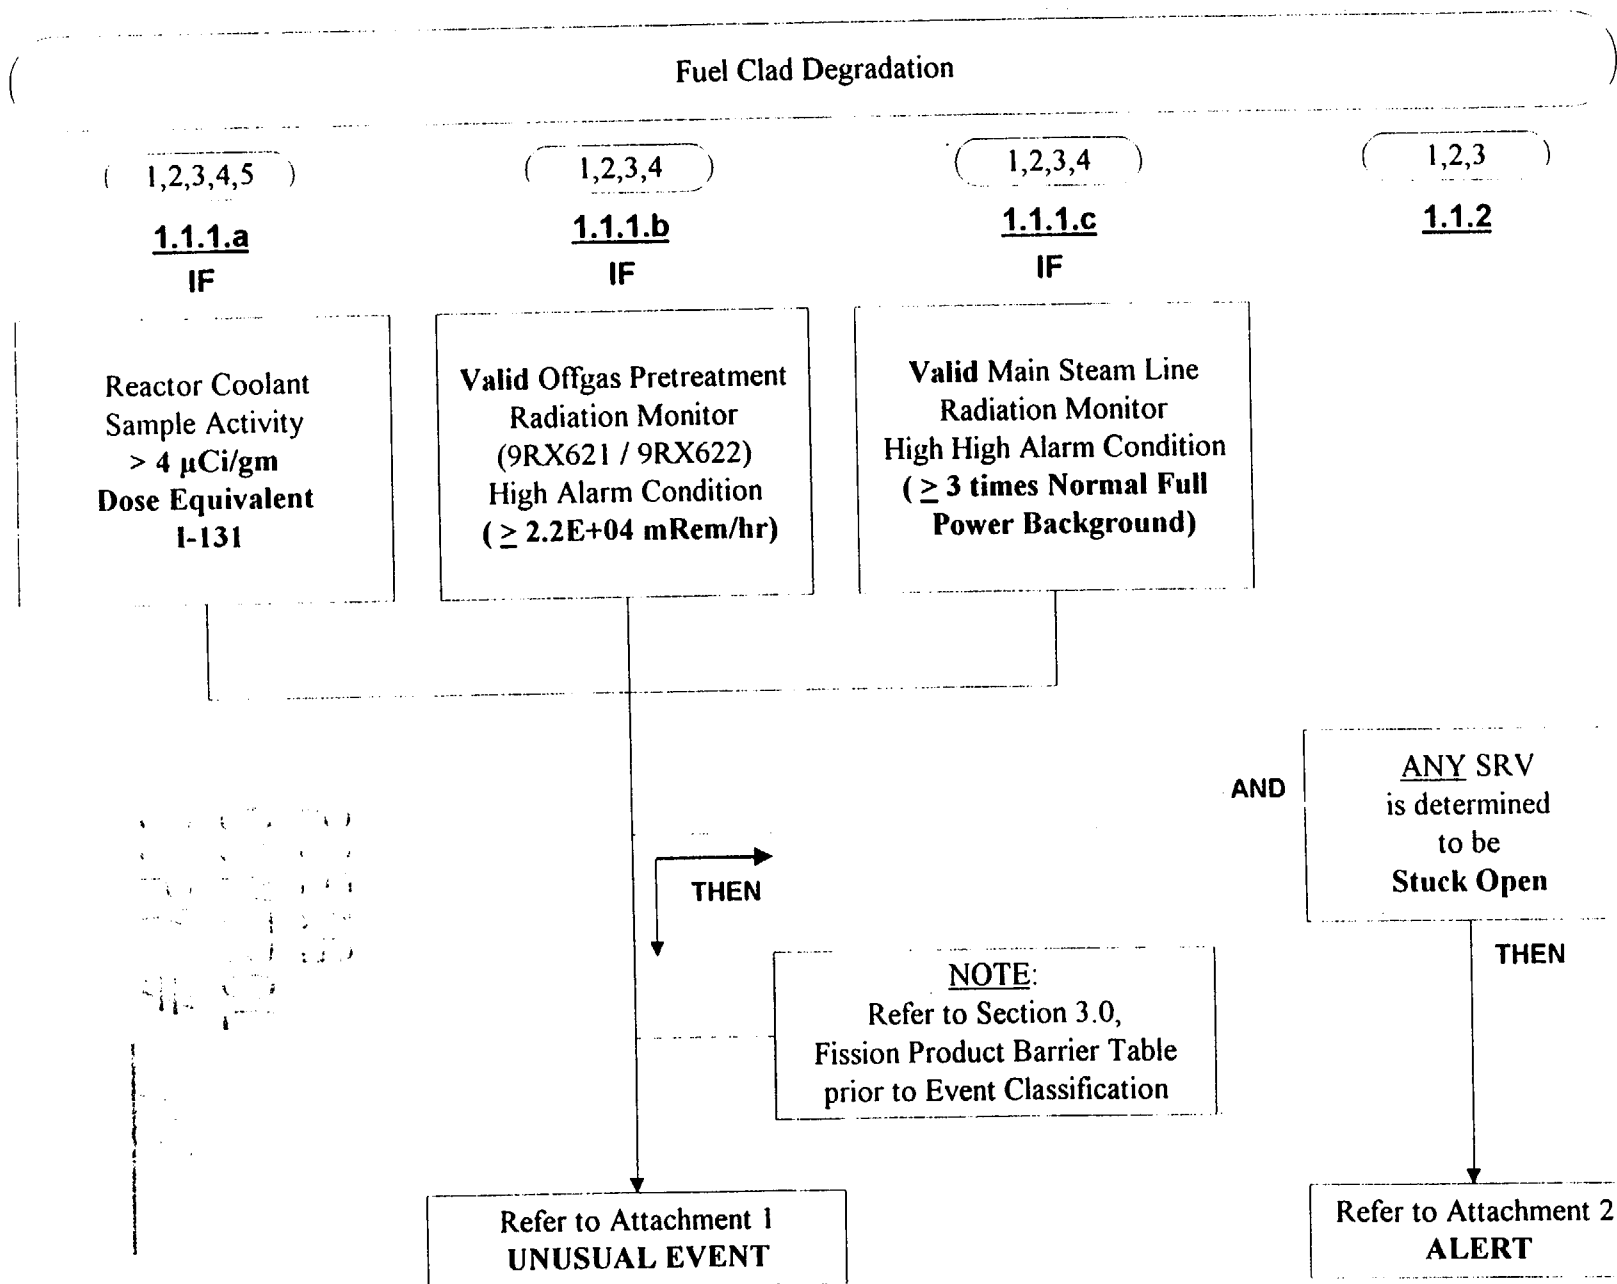 Fuel Clad Degradation
1,2,3,4,5
1,2,3,4
1,2,3,4
1,2,3
1.1.1.a
1.1.1.b
1.1.1.c
1.1.2
IF
IF
IF
Reactor Coolant
Sample Activity
> 4 μCi/gm
Dose Equivalent
I-131
Valid Offgas Pretreatment
Radiation Monitor
(9RX621 / 9RX622)
High Alarm Condition
( ≥ 2.2E+04 mRem/hr)
Valid Main Steam Line
Radiation Monitor
High High Alarm Condition
( ≥ 3 times Normal Full
Power Background)
AND
ANY SRV
is determined
to be
Stuck Open
THEN
THEN
NOTE:
Refer to Section 3.0,
Fission Product Barrier Table
prior to Event Classification
Refer to Attachment 1
UNUSUAL EVENT
Refer to Attachment 2
ALERT